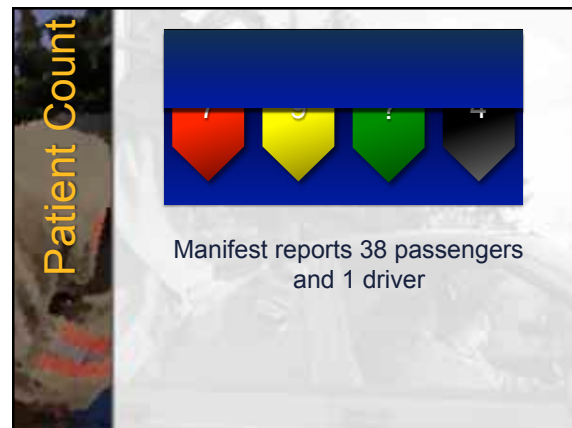 Patient Count
7 9 ? 4
Manifest reports 38 passengers
and 1 driver